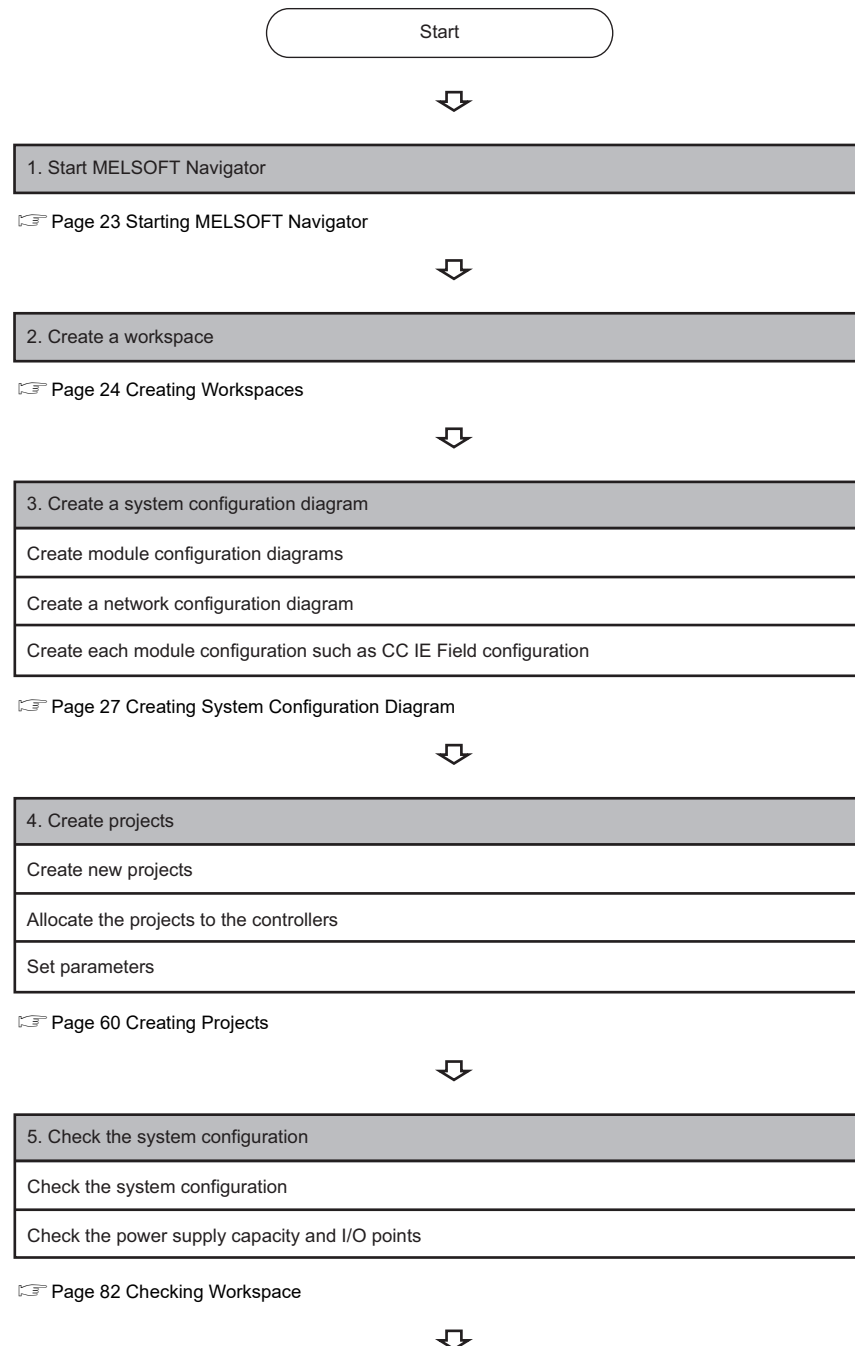 Start
1. Start MELSOFT Navigator
Page 23 Starting MELSOFT Navigator
2. Create a workspace
Page 24 Creating Workspaces
3. Create a system configuration diagram
Create module configuration diagrams
Create a network configuration diagram
Create each module configuration such as CC IE Field configuration
Page 27 Creating System Configuration Diagram
4. Create projects
Create new projects
Allocate the projects to the controllers
Set parameters
Page 60 Creating Projects
5. Check the system configuration
Check the system configuration
Check the power supply capacity and I/O points
Page 82 Checking Workspace